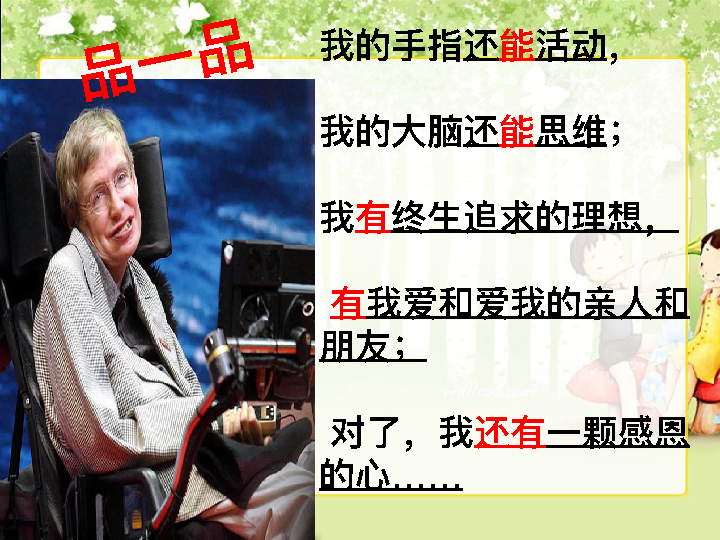 品一品
我的手指还能活动，
我的大脑还能思维；
我有终生追求的理想，
有我爱和爱我的亲人和
朋友；
对了，我还有一颗感恩
的心……